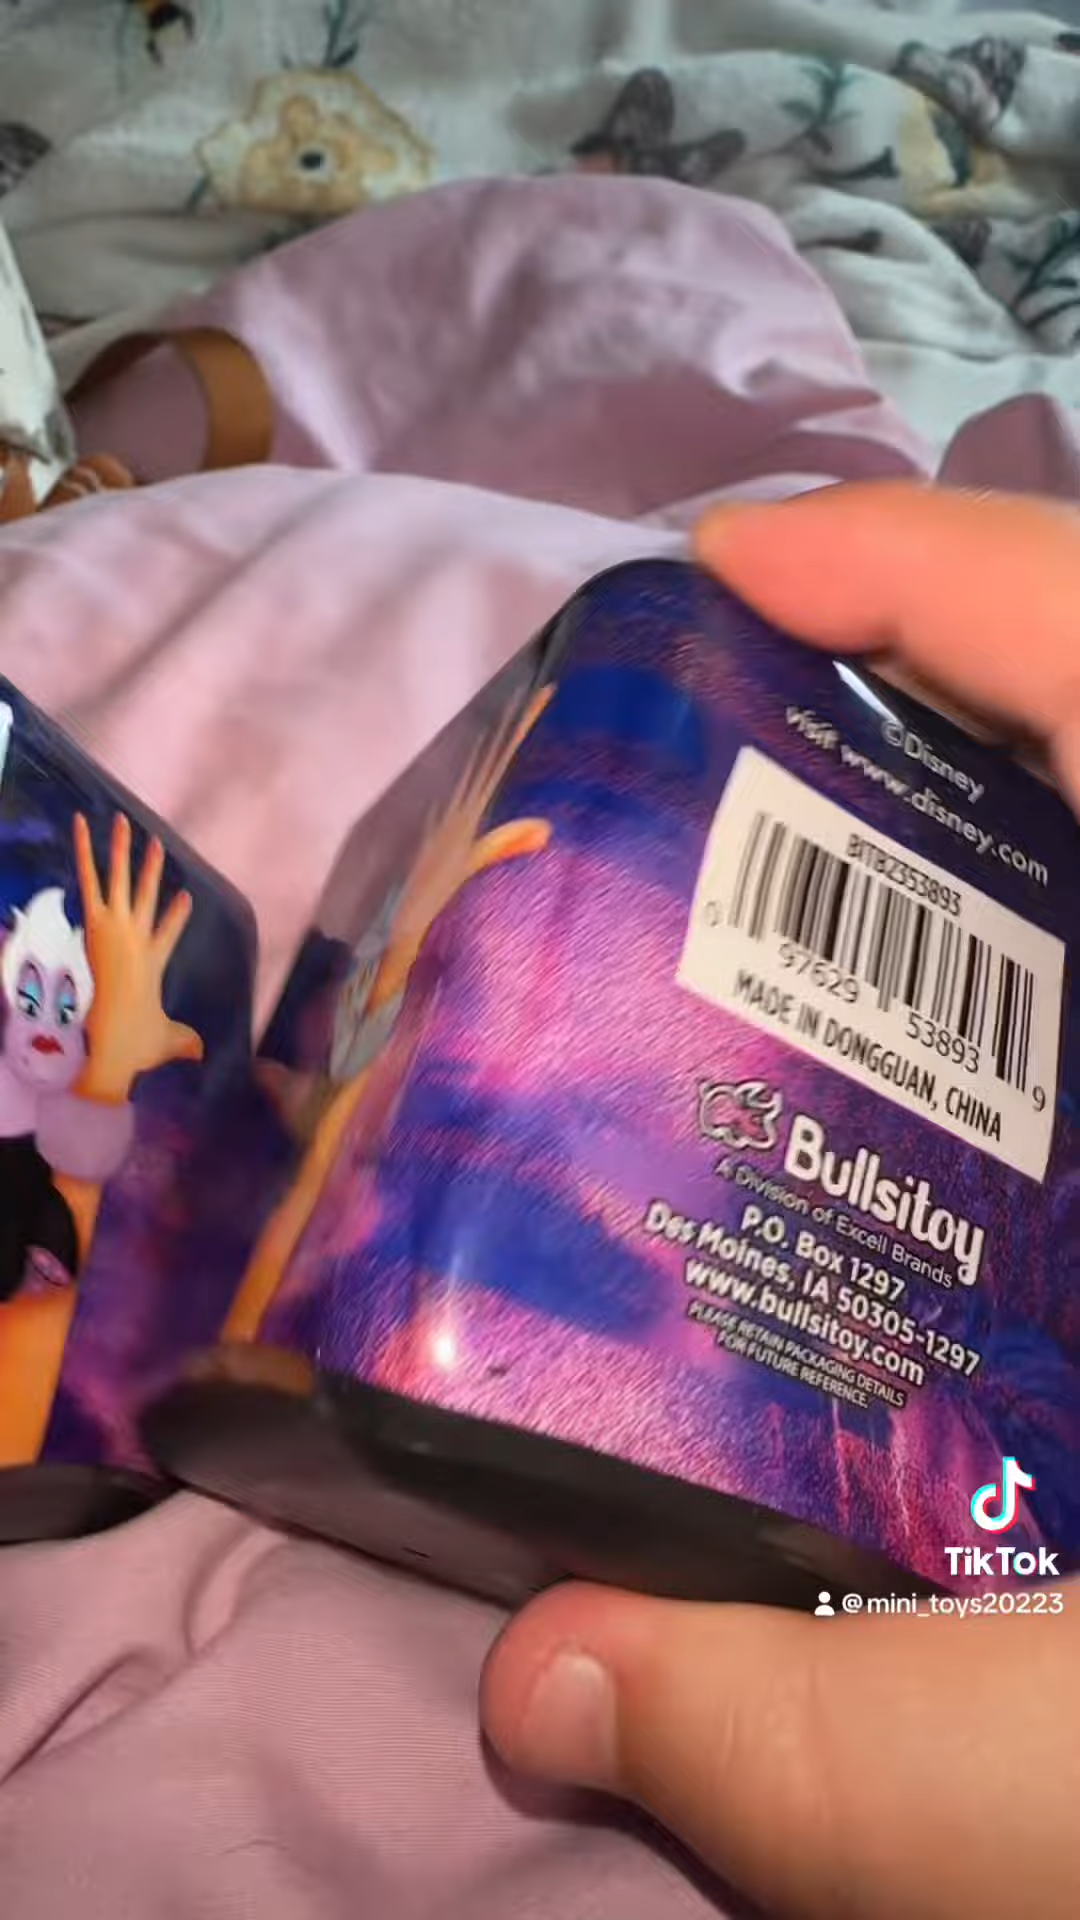 ©Disney
visit www.disney.com
BITB2353893
0 97629 53893 9
MADE IN DONGGUAN, CHINA
Bullsitoy
A Division of Excell Brands
P.O. Box 1297
Des Moines, IA 50305-1297
www.bullsitoy.com
PLEASE RETAIN PACKAGING DETAILS
FOR FUTURE REFERENCE.
TikTok
@mini_toys20223